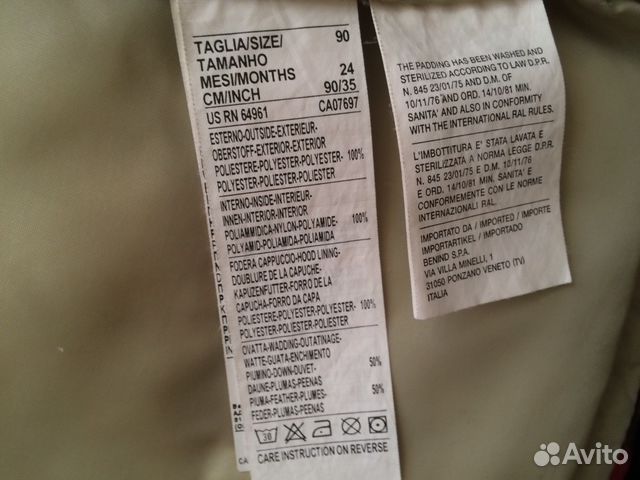 TAGLIA/SIZE/ 90
TAMANHO
MESI/MONTHS 24
CM/INCH 90/35
US RN 64961 CA07697
ESTERNO-OUTSIDE-EXTERIEUR-
OBERSTOFF-EXTERIOR-EXTERIOR
POLIESTERE-POLYESTER-POLYESTER- 100%
POLYESTER-POLIESTER-POLIESTER
INTERNO-INSIDE-INTERIEUR-
INNEN-INTERIOR-INTERIOR
POLIAMMIDICA-NYLON-POLYAMIDE- 100%
POLYAMID-POLIAMIDA-POLIAMIDA
FODERA CAPPUCCIO-HOOD LINING-
DOUBLURE DE LA CAPUCHE-
KAPUZENFUTTER-FORRO DE LA
CAPUCHA-FORRO DA CAPA
POLIESTERE-POLYESTER-POLYESTER- 100%
POLYESTER-POLIESTER-POLIESTER
OVATTA-WADDING-OUTATINAGE-
WATTE-GUATA-ENCHIMENTO
PIUMINO-DOWN-DUVET- 50%
DAUNE-PLUMAS-PEENAS
PIUMA-FEATHER-PLUMES- 50%
FEDER-PLUMAS-PEENAS
30
CA
CARE INSTRUCTION ON REVERSE
THE PADDING HAS BEEN WASHED AND
STERILIZED ACCORDING TO LAW D.P.R.
N. 845 23/01/75 AND D.M. OF
10/11/76 AND ORD. 14/10/81 MIN.
SANITA' AND ALSO IN CONFORMITY
WITH THE INTERNATIONAL RAL RULES.
L'IMBOTTITURA E' STATA LAVATA E
STERILIZZATA A NORMA LEGGE D.P.R.
N. 845 23/01/75 E D.M. 10/11/76
E ORD. 14/10/81 MIN. SANITA' E
CONFORMEMENTE CON LE NORME
INTERNAZIONALI RAL.
IMPORTATO DA / IMPORTED / IMPORTE
IMPORTIKARTIKEL / IMPORTADO
BENIND S.P.A.
VIA VILLA MINELLI, 1
31050 PONZANO VENETO (TV)
ITALIA
Avito